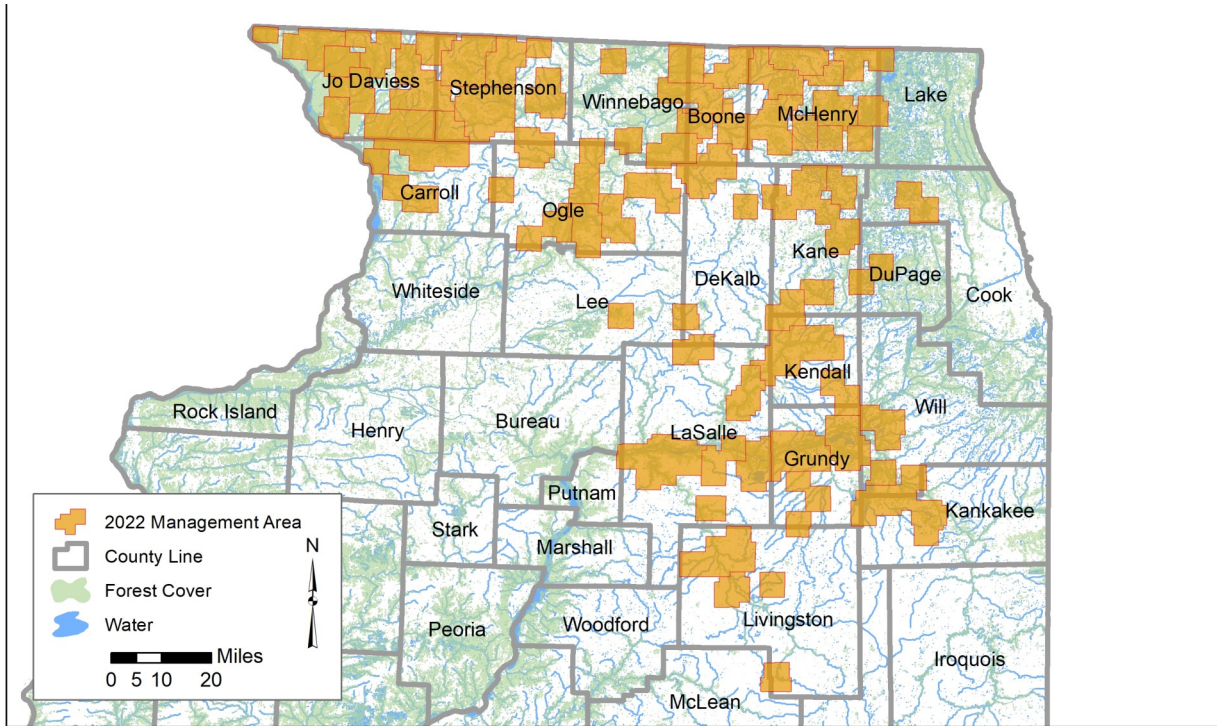 Jo Daviess
Stephenson
Winnebago
Boone
McHenry
Lake
Carroll
Ogle
Kane
DeKalb
DuPage
Cook
Whiteside
Lee
Kendall
Rock Island
Henry
Bureau
LaSalle
Will
Grundy
Putnam
Kankakee
Stark
Marshall
Peoria
Woodford
Livingston
Iroquois
McLean
2022 Management Area
County Line
Forest Cover
Water
N
Miles
0 5 10 20